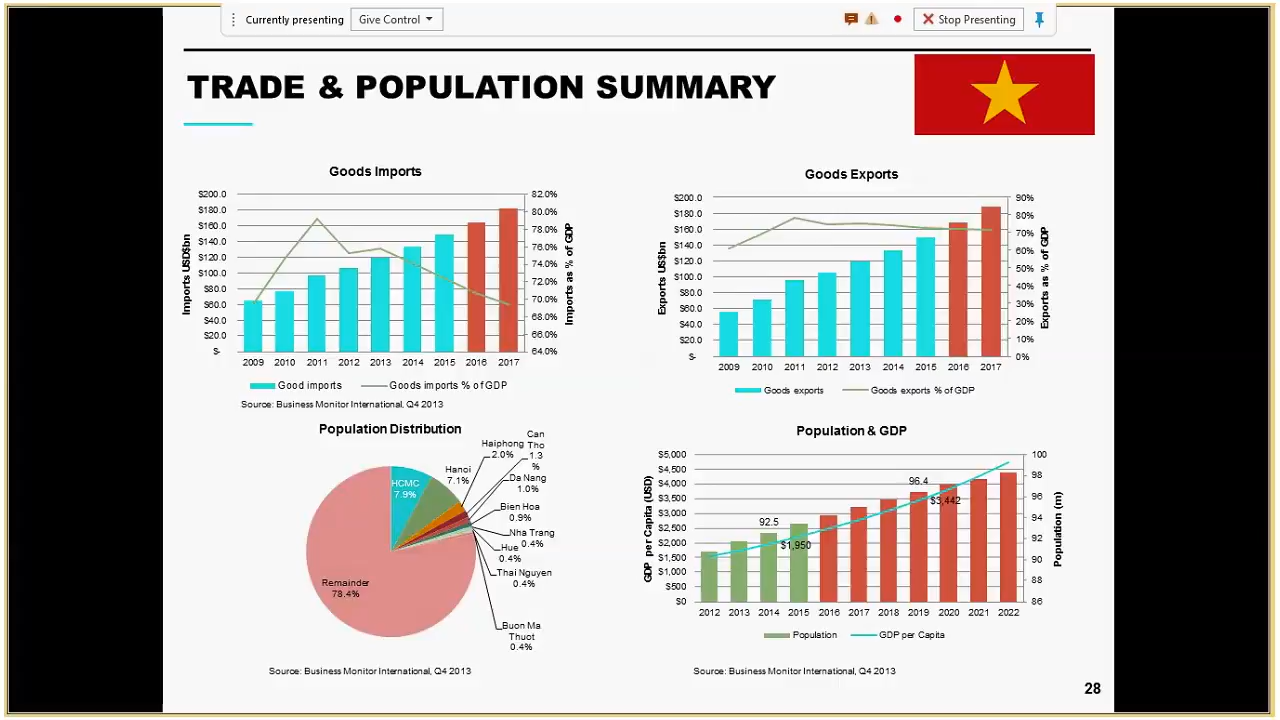 Currently presenting
Give Control
Stop Presenting
TRADE & POPULATION SUMMARY
Goods Imports
$200.0
$180.0
$160.0
$140.0
$120.0
$100.0
$80.0
$60.0
$40.0
$20.0
$-
Imports USD$bn
82.0%
80.0%
78.0%
76.0%
74.0%
72.0%
70.0%
68.0%
66.0%
64.0%
Imports as % of GDP
2009 2010 2011 2012 2013 2014 2015 2016 2017
Good imports
Goods imports % of GDP
Source: Business Monitor International, Q4 2013
Goods Exports
$200.0
$180.0
$160.0
$140.0
$120.0
$100.0
$80.0
$60.0
$40.0
$20.0
$-
Exports US$bn
90%
80%
70%
60%
50%
40%
30%
20%
10%
0%
Exports as % of GDP
2009 2010 2011 2012 2013 2014 2015 2016 2017
Goods exports
Goods exports % of GDP
Population Distribution
HCMC
7.9%
Hanoi
7.1%
Haiphong
2.0%
Can
Tho
1.3
%
Da Nang
1.0%
Bien Hoa
0.9%
Nha Trang
0.4%
Hue
0.4%
Thai Nguyen
0.4%
Buon Ma
Thuot
0.4%
Remainder
78.4%
Source: Business Monitor International, Q4 2013
Population & GDP
$5,000
$4,500
$4,000
$3,500
$3,000
$2,500
$2,000
$1,500
$1,000
$500
$0
GDP per Capita (USD)
92.5
$1,950
96.4
$3,442
100
98
96
94
92
90
88
86
Population (m)
2012 2013 2014 2015 2016 2017 2018 2019 2020 2021 2022
Population
GDP per Capita
Source: Business Monitor International, Q4 2013
28